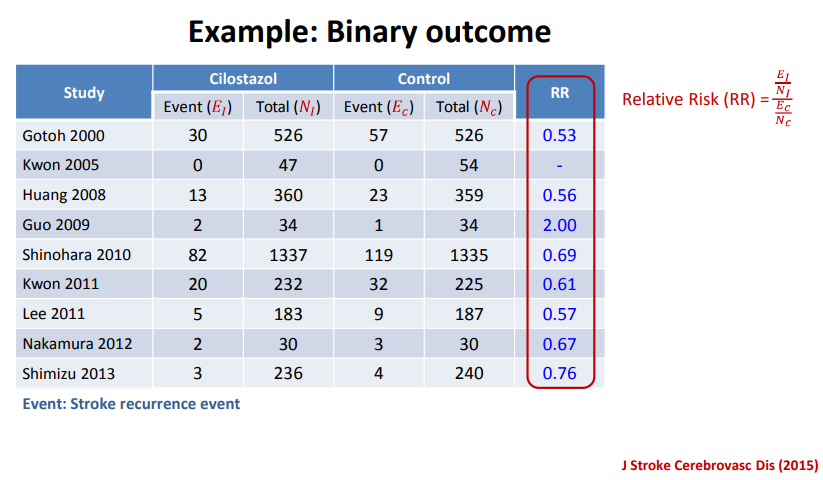 Example: Binary outcome
Study Cilostazol Control RR
Event (E_I) Total (N_I) Event (E_c) Total (N_c)
Gotoh 2000 30 526 57 526 0.53
Kwon 2005 0 47 0 54 -
Huang 2008 13 360 23 359 0.56
Guo 2009 2 34 1 34 2.00
Shinohara 2010 82 1337 119 1335 0.69
Kwon 2011 20 232 32 225 0.61
Lee 2011 5 183 9 187 0.57
Nakamura 2012 2 30 3 30 0.67
Shimizu 2013 3 236 4 240 0.76
Event: Stroke recurrence event
Relative Risk (RR) = (E_I/N_I)/(E_c/N_c)
J Stroke Cerebrovasc Dis (2015)